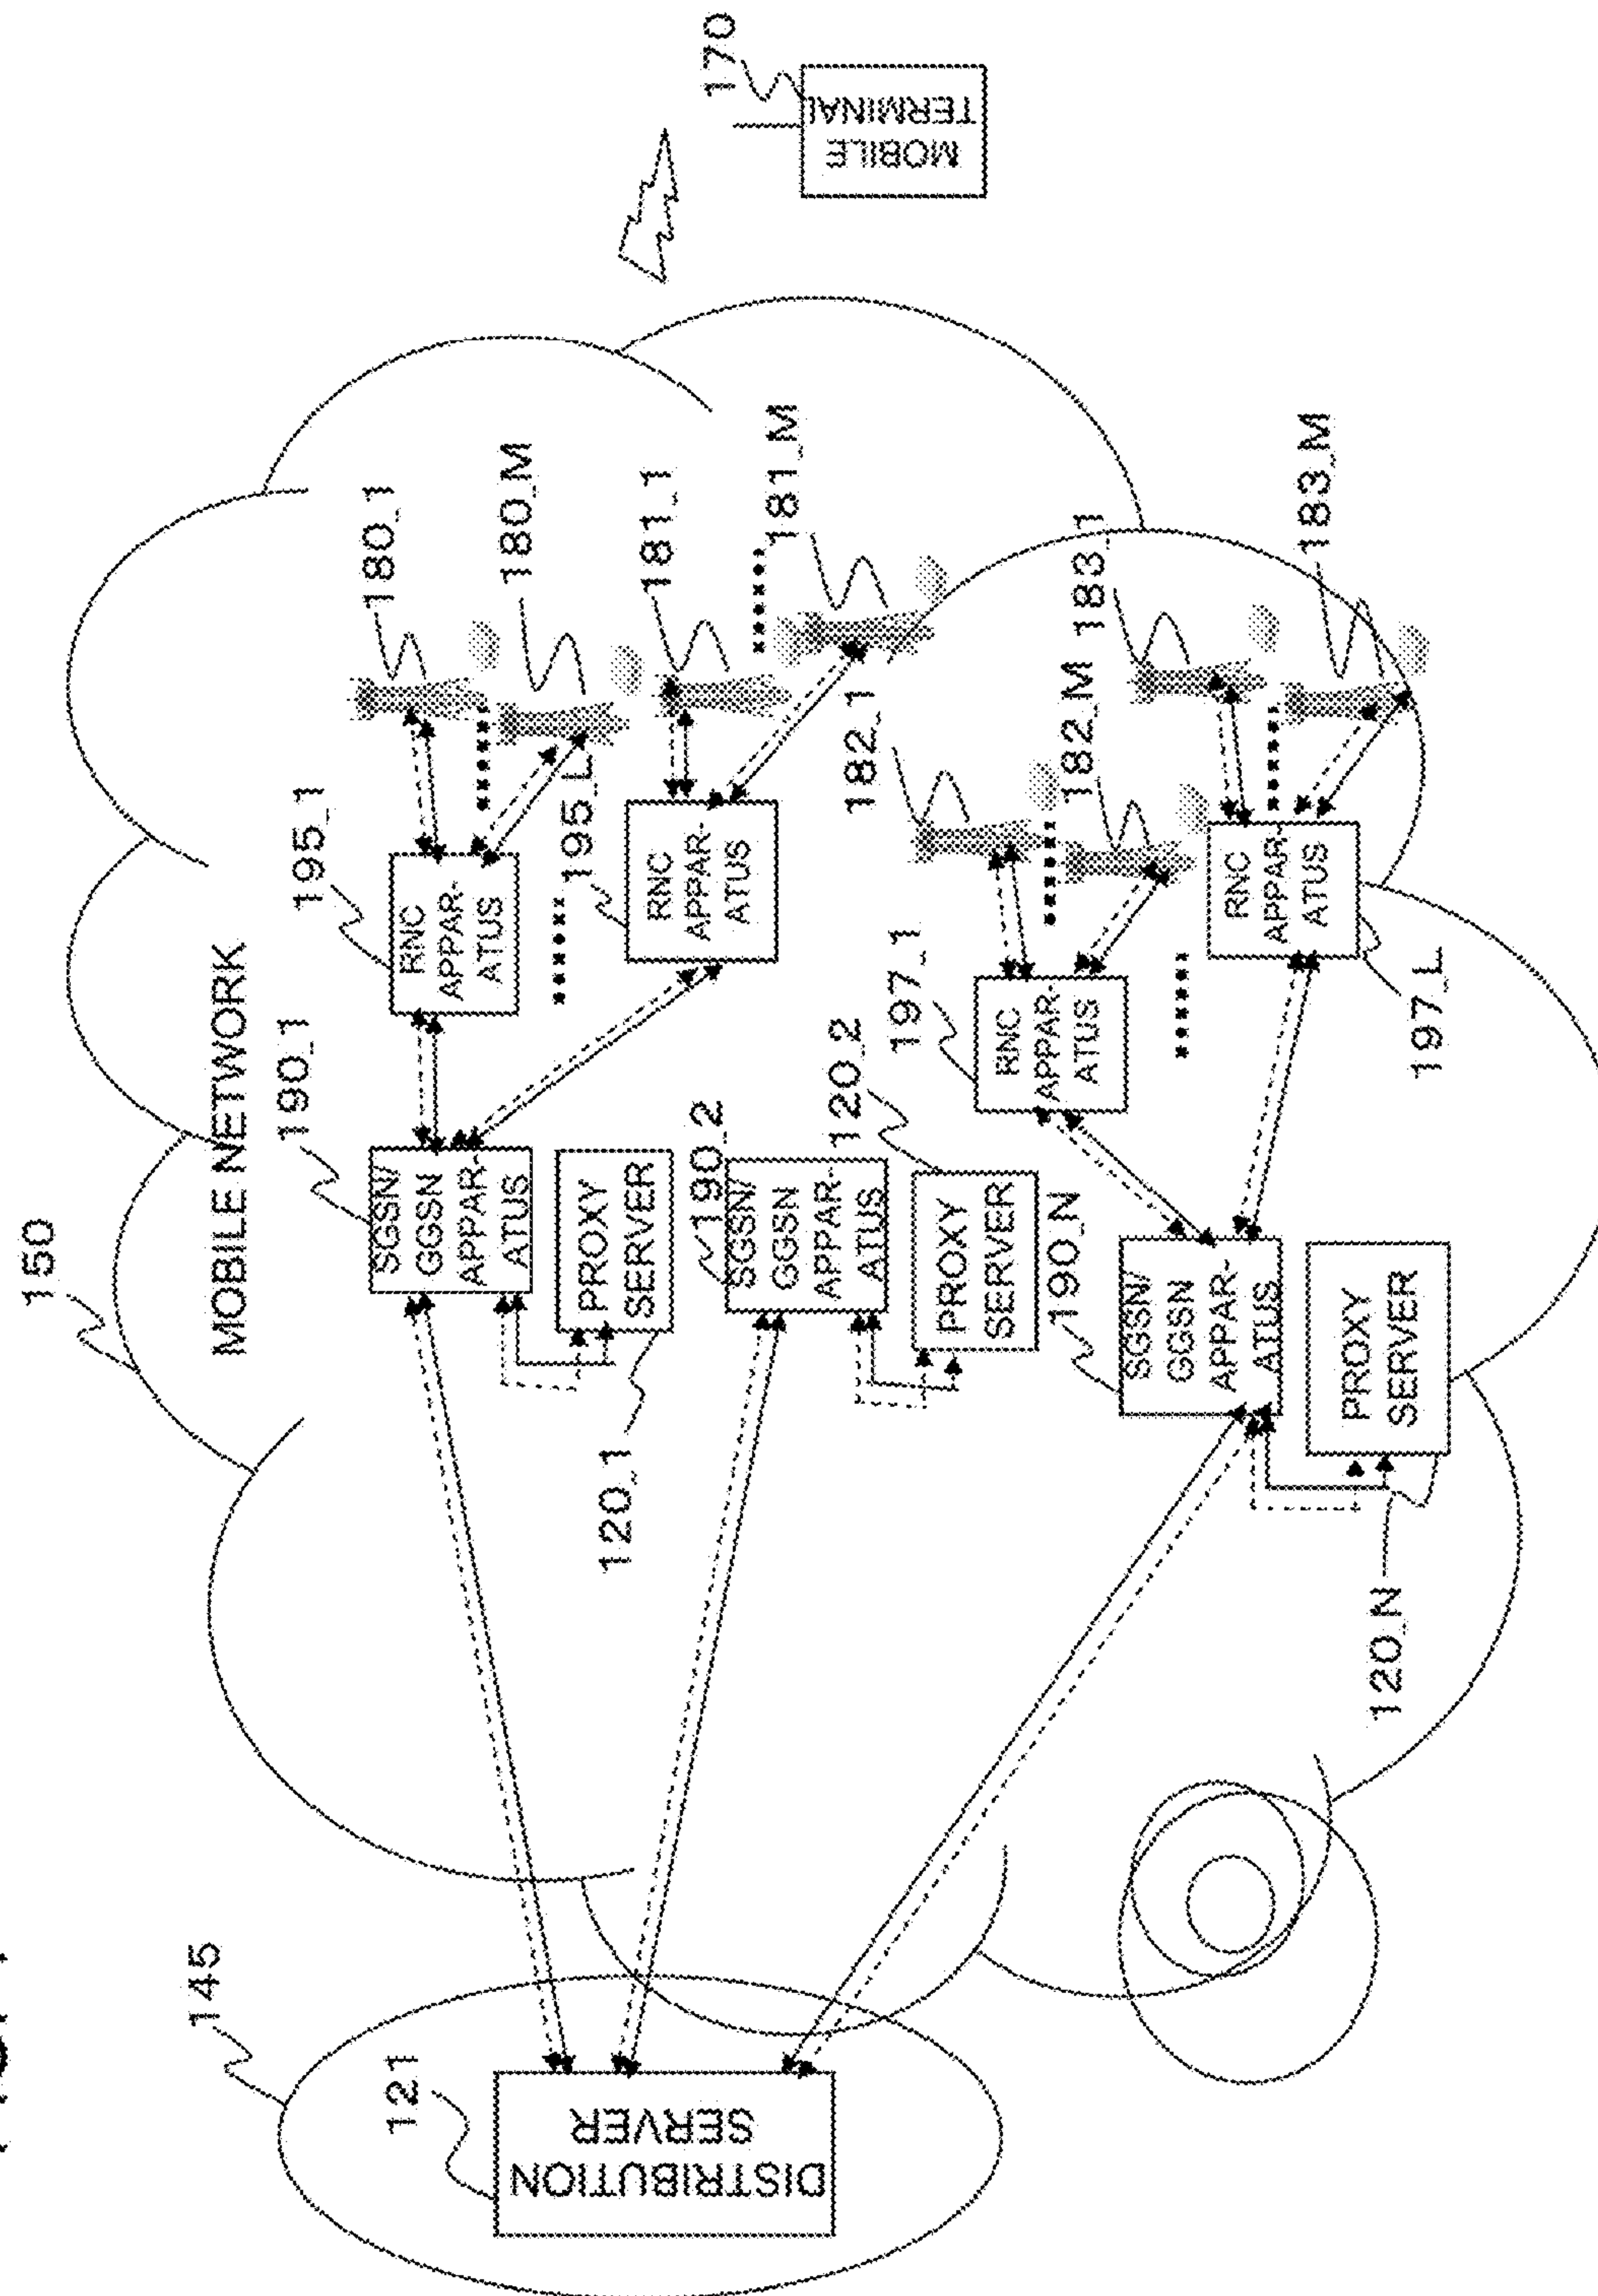 145
121
DISTRIBUTION
SERVER
150
MOBILE NETWORK
190_1
SGSN/
GGSN
APPAR-
ATUS
PROXY
SERVER
120_1
190_2
SGSN/
GGSN
APPAR-
ATUS
120_2
PROXY
SERVER
190_N
SGSN/
GGSN
APPAR-
ATUS
PROXY
SERVER
120_N
195_1
RNC
APPAR-
ATUS
195_L
RNC
APPAR-
ATUS
197_1
RNC
APPAR-
ATUS
RNC
APPAR-
ATUS
197_L
180_1
180_M
181_1
181_M
182_1
182_M
183_1
183_M
170
MOBILE
TERMINAL